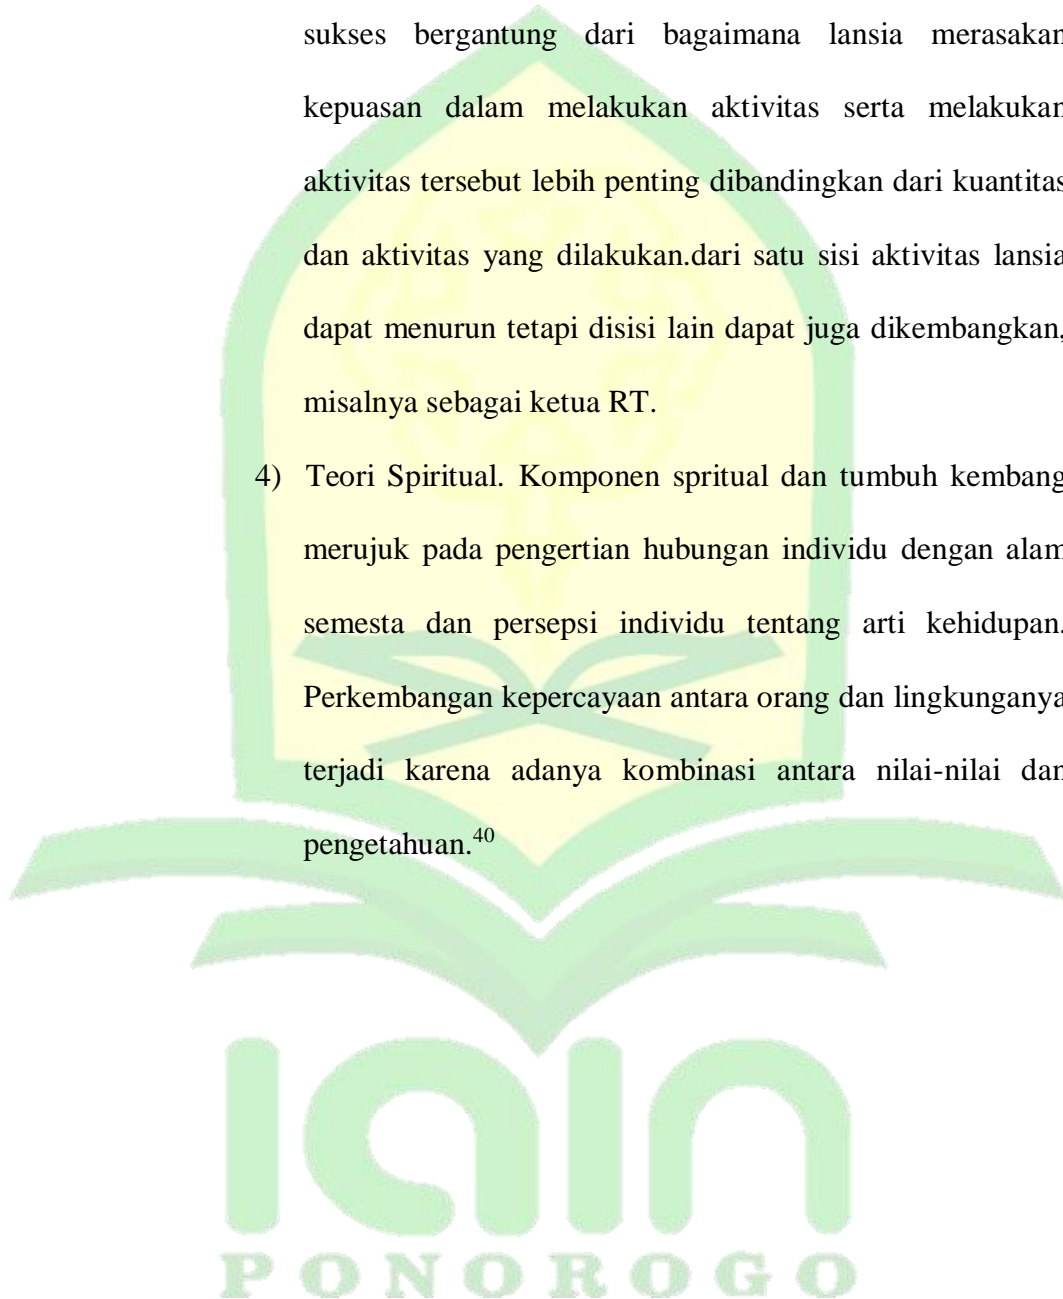 sukses bergantung dari bagaimana lansia merasakan
kepuasan dalam melakukan aktivitas serta melakukan
aktivitas tersebut lebih penting dibandingkan dari kuantitas
dan aktivitas yang dilakukan.dari satu sisi aktivitas lansia
dapat menurun tetapi disisi lain dapat juga dikembangkan,
misalnya sebagai ketua RT.
4) Teori Spiritual. Komponen spritual dan tumbuh kembang
merujuk pada pengertian hubungan individu dengan alam
semesta dan persepsi individu tentang arti kehidupan.
Perkembangan kepercayaan antara orang dan lingkunganya
terjadi karena adanya kombinasi antara nilai-nilai dan
pengetahuan.40
iain
PONOROGO